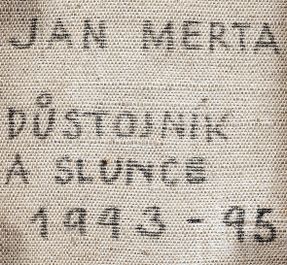 JAN MERTA
DŮSTOJNÍK
A SLUNCE
1993-95